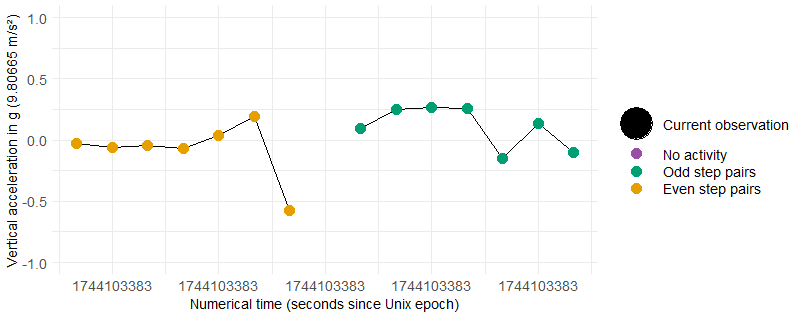 Vertical acceleration in g (9.80665 m/s²)
1.0
0.5
0.0
-0.5
-1.0
1744103383 1744103383 1744103383 1744103383 1744103383
Numerical time (seconds since Unix epoch)
Current observation
No activity
Odd step pairs
Even step pairs